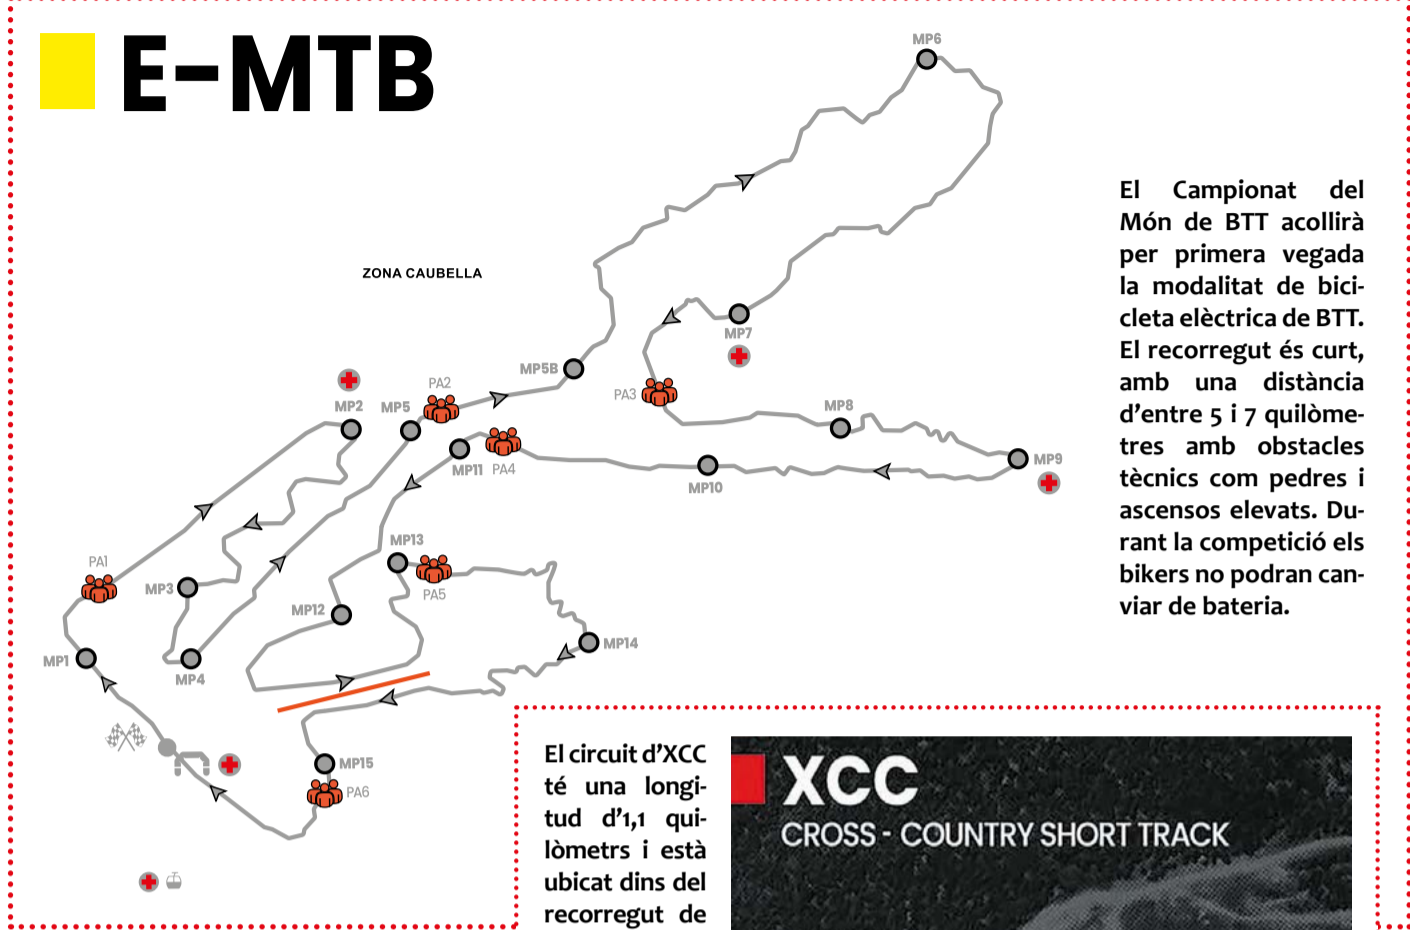 E-MTB
MP6
ZONA CAUBELLA
MP7
MP5B
PA2
PA3
MP2
MP5
MP8
MP11
PA4
MP10
MP9
PA1
MP13
MP3
PA5
MP12
MP14
MP1
MP4
MP15
PA6
El Campionat del
Món de BTT acollirà
per primera vegada
la modalitat de bici-
cleta elèctrica de BTT.
El recorregut és curt,
amb una distància
d'entre 5 i 7 quilòme-
tres amb obstacles
tècnics com pedres i
ascensos elevats. Du-
rant la competició els
bikers no podran can-
viar de bateria.
El circuit d'XCC
té una longi-
tud d'1,1 qui-
lòmetrs i està
ubicat dins del
recorregut de
XCC
CROSS - COUNTRY SHORT TRACK